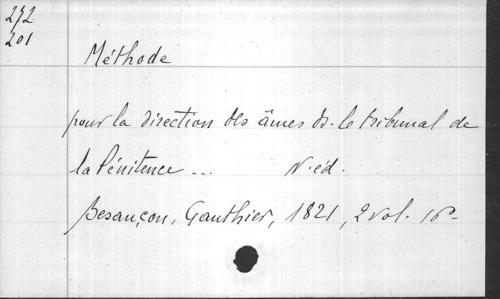 272
201
Méthode
pour la direction des âmes ds. le tribunal de
la Pénitence ... N. éd.
Besançon, Gauthier, 1821, 2 vol. 16°-